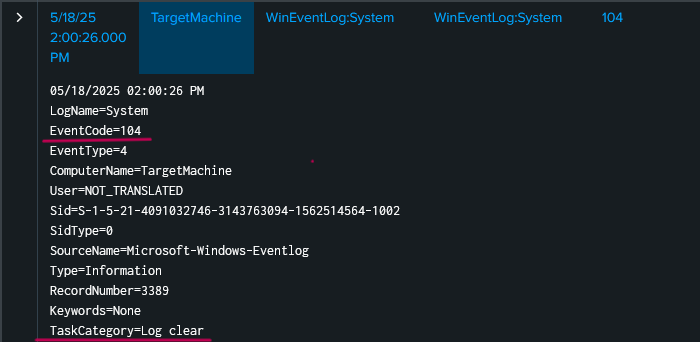 5/18/25 TargetMachine WinEventLog:System WinEventLog:System 104
2:00:26.000
PM
05/18/2025 02:00:26 PM
LogName=System
EventCode=104
EventType=4
ComputerName=TargetMachine
User=NOT_TRANSLATED
Sid=S-1-5-21-4091032746-3143763094-1562514564-1002
SidType=0
SourceName=Microsoft-Windows-Eventlog
Type=Information
RecordNumber=3389
Keywords=None
TaskCategory=Log clear